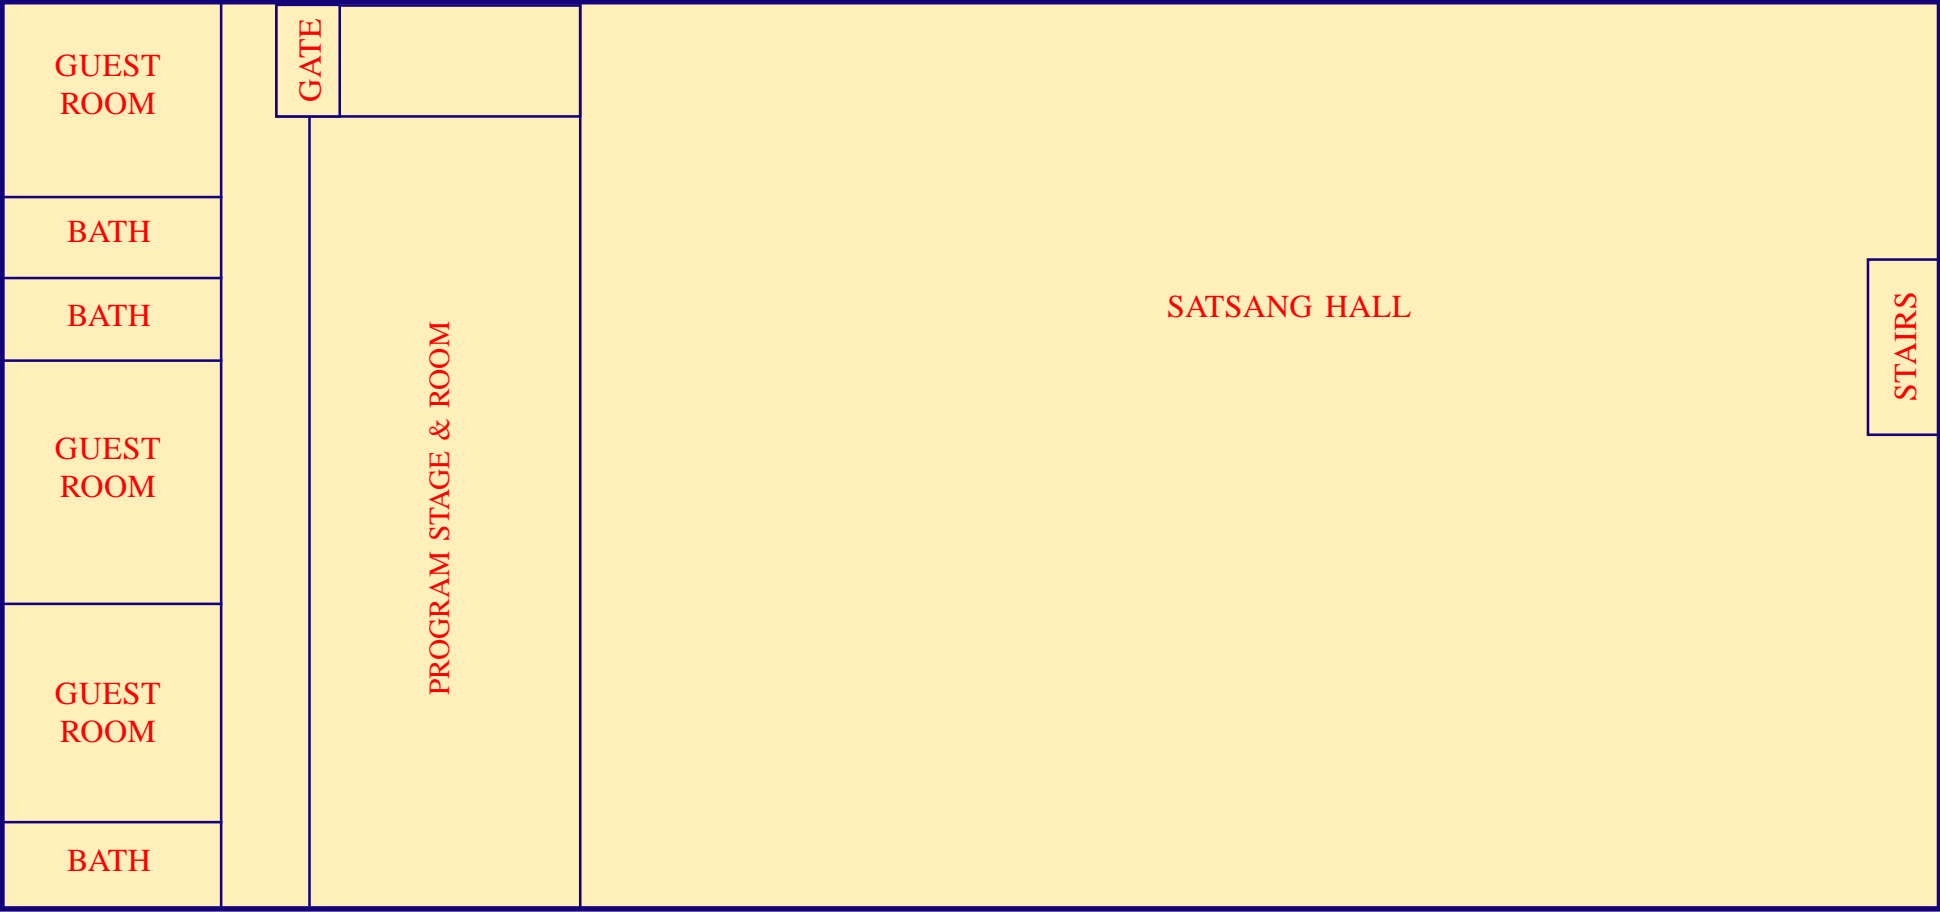 GUEST
ROOM
BATH
BATH
GUEST
ROOM
GUEST
ROOM
BATH
GATE
PROGRAM STAGE & ROOM
SATSANG HALL
STAIRS